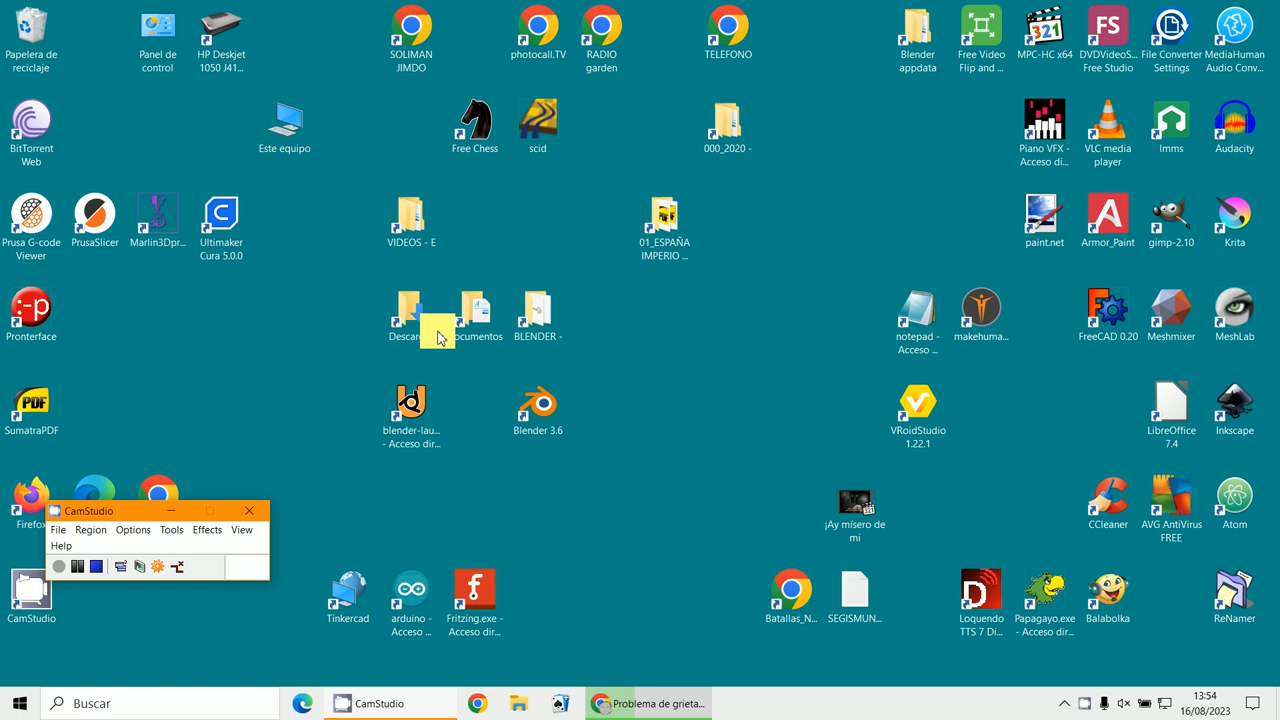 Papelera de
reciclaje
Panel de
control
HP Deskjet
1050 J41...
SOLIMAN
JIMDO
photocall.TV
RADIO
garden
TELEFONO
Blender
appdata
Free Video
Flip and ...
321
MPC-HC x64
FS
DVDVideoS...
Free Studio
File Converter
Settings
MediaHuman
Audio Conv...
BitTorrent
Web
Este equipo
Free Chess
scid
000_2020 -
Piano VFX -
Acceso di...
VLC media
player
lmms
Audacity
Prusa G-code
Viewer
PrusaSlicer
Marlin3Dpr...
Ultimaker
Cura 5.0.0
VIDEOS - E
PDF
01_ESPAÑA
IMPERIO ...
paint.net
Armor_Paint
gimp-2.10
Krita
:-p
Pronterface
BLENDER -
notepad -
Acceso ...
makehuma...
FreeCAD 0.20
Meshmixer
MeshLab
PDF
SumatraPDF
blender-lau...
- Acceso dir...
Blender 3.6
VRoidStudio
1.22.1
LibreOffice
7.4
Inkscape
Firefox
CamStudio
File Region Options Tools Effects View
Help
¡Ay mísero de
mi
CCleaner
AVG AntiVirus
FREE
Atom
CamStudio
Tinkercad
arduino -
Acceso ...
f
Fritzing.exe -
Acceso dir...
Batallas_N...
SEGISMUN...
D
Loquendo
TTS 7 Di...
Papagayo.exe
- Acceso dir...
Balabolka
ReNamer
Buscar
CamStudio
Problema de grieta...
13:54
16/08/2023